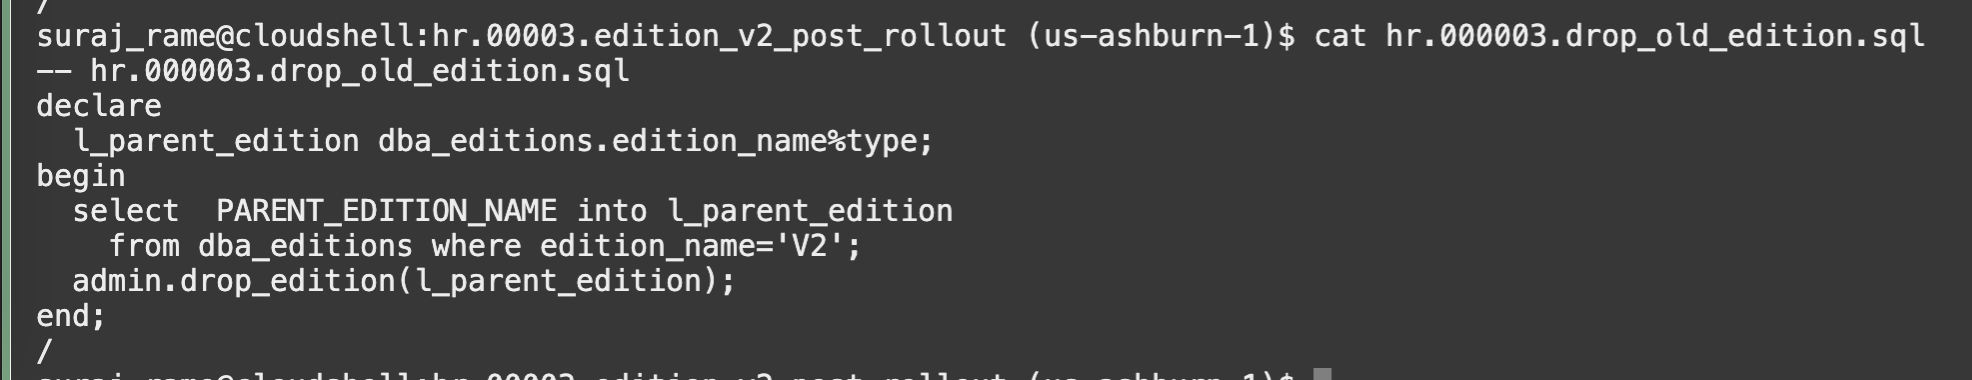 /
suraj_rame@cloudshell:hr.00003.edition_v2_post_rollout (us-ashburn-1)$ cat hr.000003.drop_old_edition.sql
-- hr.000003.drop_old_edition.sql
declare
  l_parent_edition dba_editions.edition_name%type;
begin
  select  PARENT_EDITION_NAME into l_parent_edition
    from dba_editions where edition_name='V2';
  admin.drop_edition(l_parent_edition);
end;
/
suraj_rame@cloudshell:hr.00003.edition_v2_post_rollout (us-ashburn-1)$